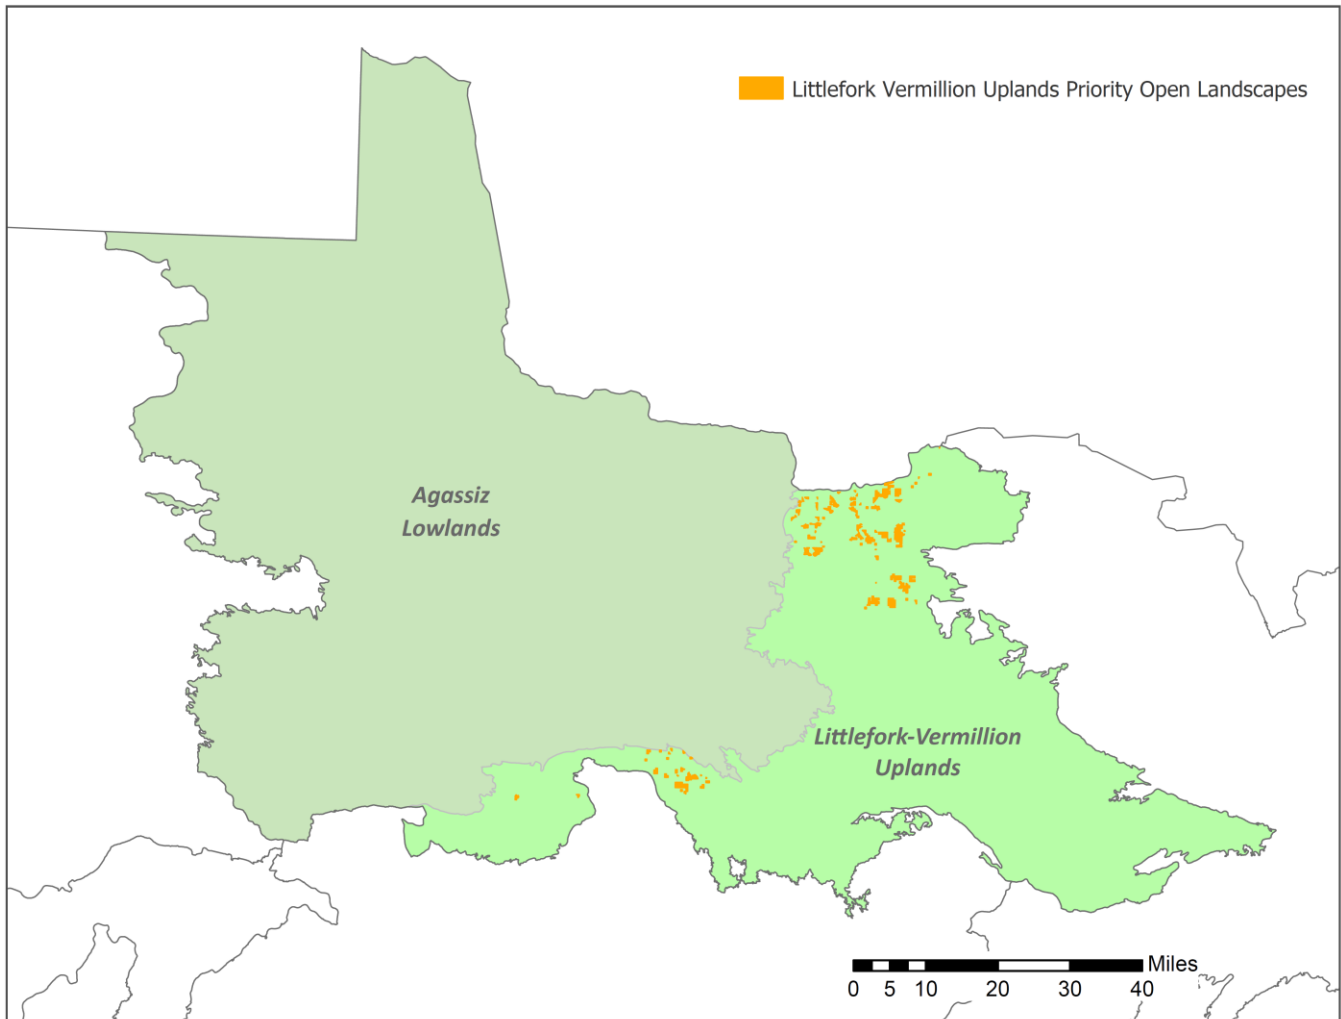 Littlefork Vermillion Uplands Priority Open Landscapes
Agassiz
Lowlands
Littlefork-Vermillion
Uplands
Miles
0 5 10 20 30 40